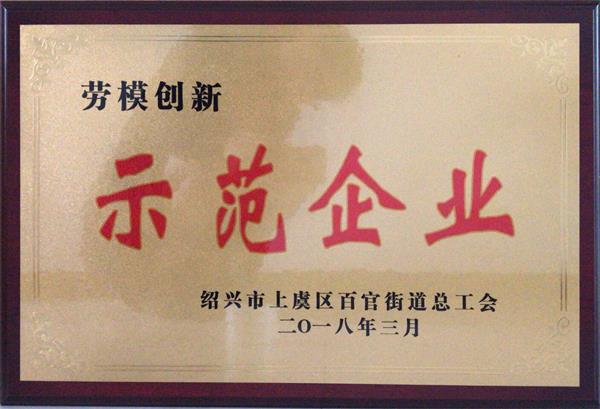 劳模创新
示范企业
绍兴市上虞区百官街道总工会
二〇一八年三月